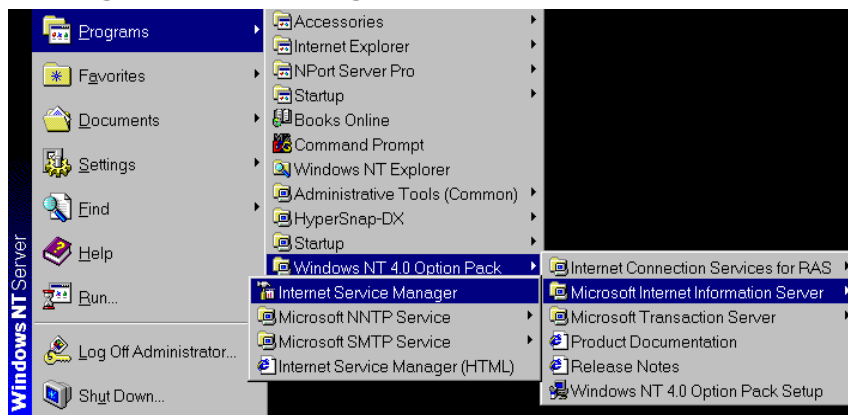 Programs
Favorites
Documents
Settings
Find
Help
Run...
Log Off Administrator...
Shut Down...
Windows NT Server
Accessories
Internet Explorer
NPort Server Pro
Startup
Books Online
Command Prompt
Windows NT Explorer
Administrative Tools (Common)
HyperSnap-DX
Startup
Windows NT 4.0 Option Pack
Internet Service Manager
Microsoft NNTP Service
Microsoft SMTP Service
Internet Service Manager (HTML)
Internet Connection Services for RAS
Microsoft Internet Information Server
Microsoft Transaction Server
Product Documentation
Release Notes
Windows NT 4.0 Option Pack Setup